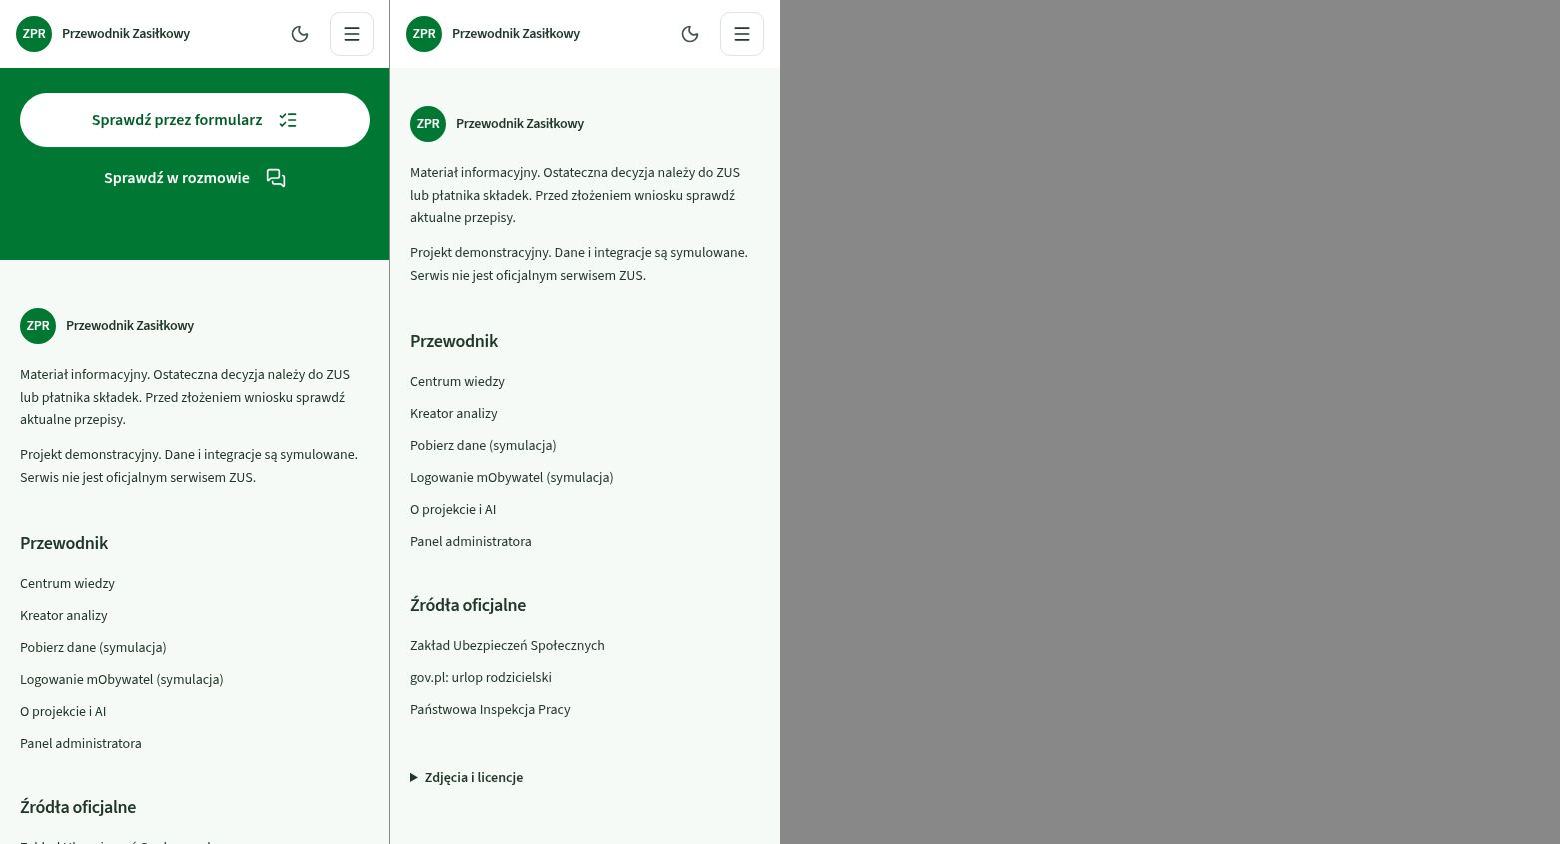 ZPR Przewodnik Zasiłkowy
Sprawdź przez formularz
Sprawdź w rozmowie
ZPR Przewodnik Zasiłkowy
Materiał informacyjny. Ostateczna decyzja należy do ZUS
lub płatnika składek. Przed złożeniem wniosku sprawdź
aktualne przepisy.
Projekt demonstracyjny. Dane i integracje są symulowane.
Serwis nie jest oficjalnym serwisem ZUS.
Przewodnik
Centrum wiedzy
Kreator analizy
Pobierz dane (symulacja)
Logowanie mObywatel (symulacja)
O projekcie i AI
Panel administratora
Źródła oficjalne
ZPR Przewodnik Zasiłkowy
ZPR Przewodnik Zasiłkowy
Materiał informacyjny. Ostateczna decyzja należy do ZUS
lub płatnika składek. Przed złożeniem wniosku sprawdź
aktualne przepisy.
Projekt demonstracyjny. Dane i integracje są symulowane.
Serwis nie jest oficjalnym serwisem ZUS.
Przewodnik
Centrum wiedzy
Kreator analizy
Pobierz dane (symulacja)
Logowanie mObywatel (symulacja)
O projekcie i AI
Panel administratora
Źródła oficjalne
Zakład Ubezpieczeń Społecznych
gov.pl: urlop rodzicielski
Państwowa Inspekcja Pracy
Zdjęcia i licencje